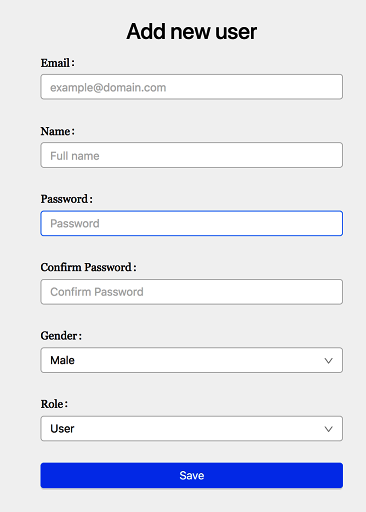 Add new user
Email:
example@domain.com
Name:
Full name
Password:
Password
Confirm Password:
Confirm Password
Gender:
Male
Role:
User
Save